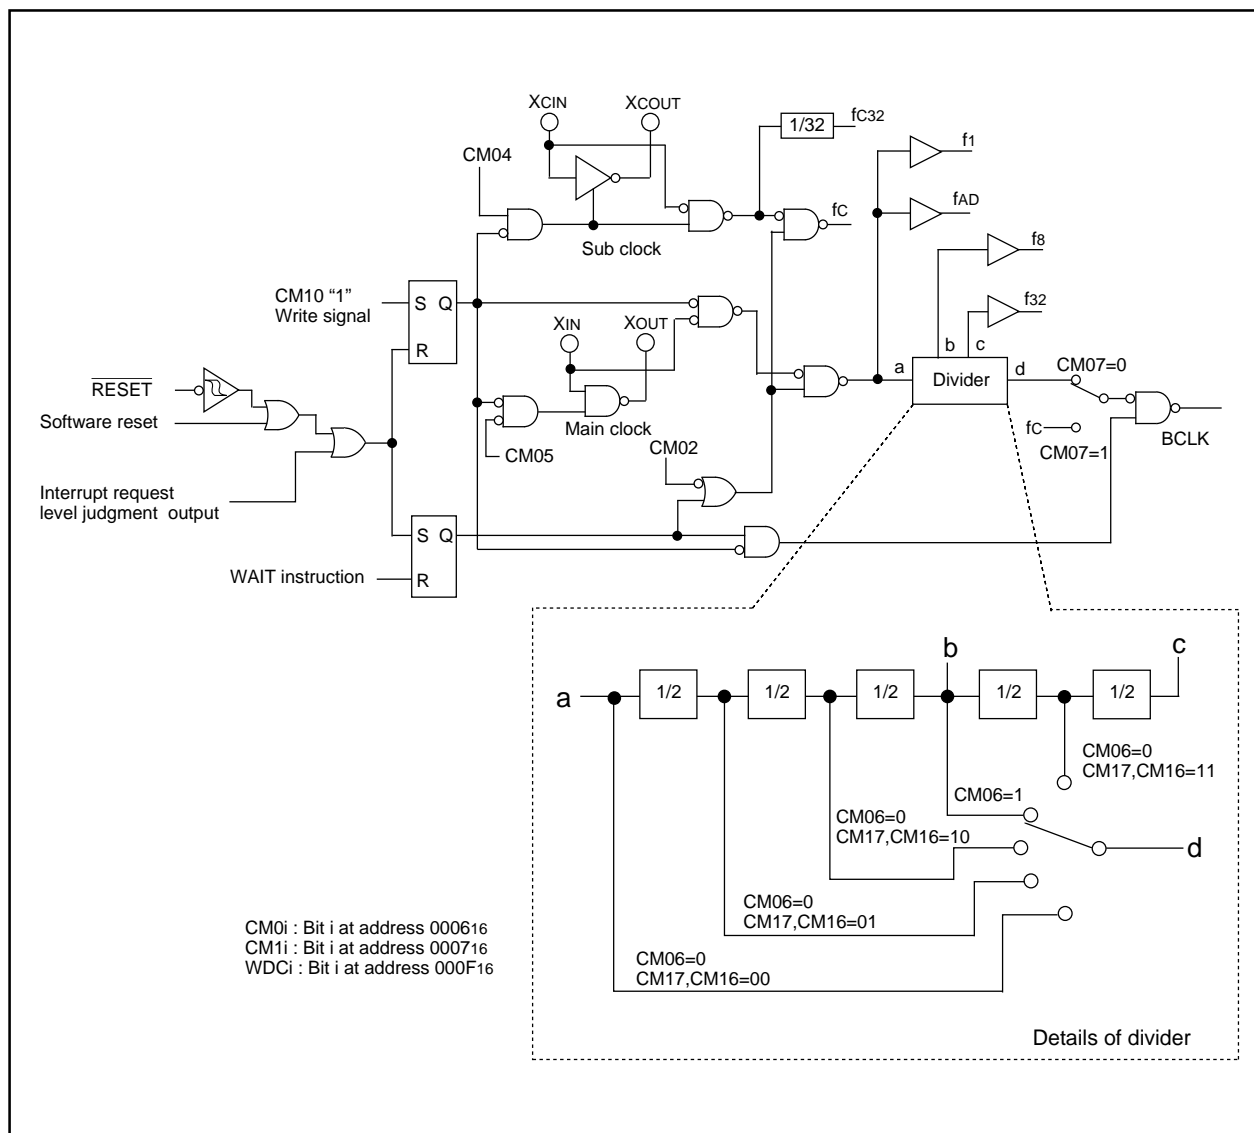 XCIN
XCOUT
1/32
fC32
f1
CM04
fAD
fC
Sub clock
f8
CM10 “1”
Write signal
S Q
R
XIN
XOUT
f32
b
c
a
Divider
d
CM07=0
RESET
Software reset
Main clock
fC
CM07=1
BCLK
CM05
CM02
Interrupt request
level judgment output
S Q
R
WAIT instruction
b
c
a
1/2
1/2
1/2
1/2
1/2
CM06=0
CM17,CM16=11
CM06=1
CM06=0
CM17,CM16=10
d
CM06=0
CM17,CM16=01
CM06=0
CM17,CM16=00
CM0i : Bit i at address 000616
CM1i : Bit i at address 000716
WDCi : Bit i at address 000F16
Details of divider